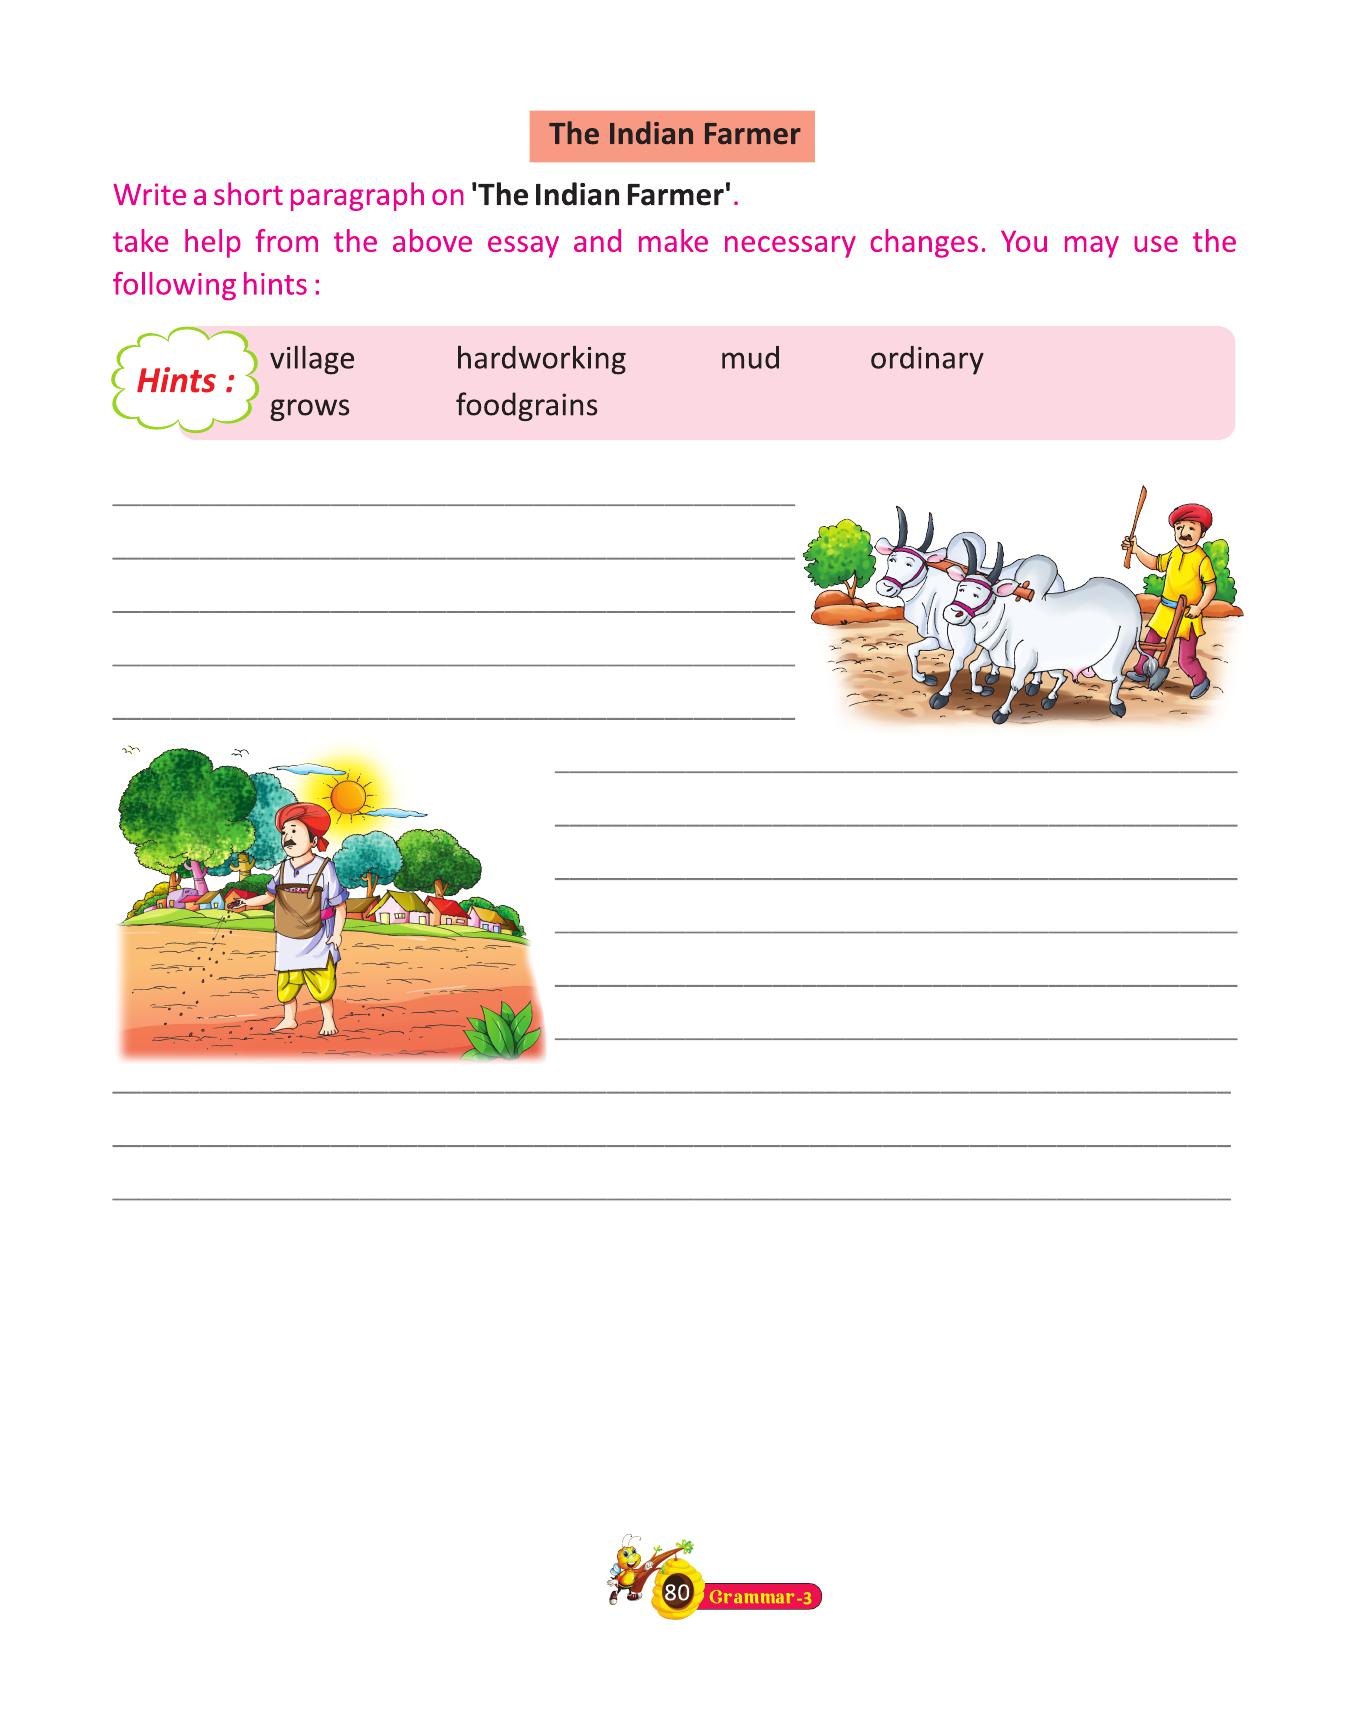 The Indian Farmer
Write a short paragraph on 'The Indian Farmer'.
take help from the above essay and make necessary changes. You may use the
following hints :
Hints :
village hardworking mud ordinary
grows foodgrains
80 Grammar-3